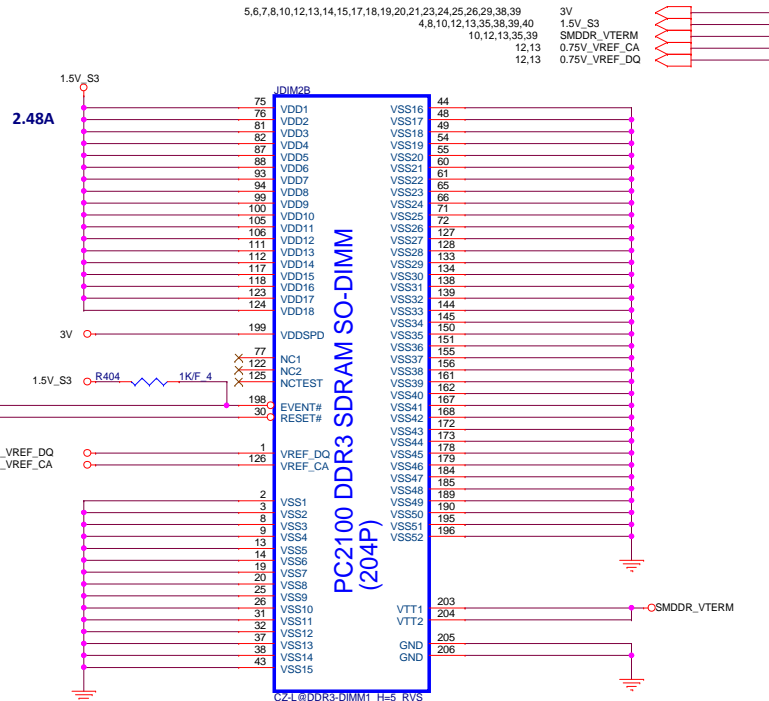 5,6,7,8,10,12,13,14,15,17,18,19,20,21,23,24,25,26,29,38,39 3V
4,8,10,12,13,35,38,39,40 1.5V_S3
10,12,13,35,39 SMDDR_VTERM
12,13 0.75V_VREF_CA
12,13 0.75V_VREF_DQ
1.5V_S3
2.48A
JDIM2B
75 VDD1 VSS16 44
76 VDD2 VSS17 48
81 VDD3 VSS18 49
82 VDD4 VSS19 54
87 VDD5 VSS20 55
88 VDD6 VSS21 60
93 VDD7 VSS22 61
94 VDD8 VSS23 65
99 VDD9 VSS24 66
100 VDD10 VSS25 71
105 VDD11 VSS26 72
106 VDD12 VSS27 127
111 VDD13 VSS28 128
112 VDD14 VSS29 133
117 VDD15 VSS30 134
118 VDD16 VSS31 138
123 VDD17 VSS32 139
124 VDD18 VSS33 144
VSS34 145
3V 199 VDDSPD VSS35 150
VSS36 151
77 NC1 VSS37 155
122 NC2 VSS38 156
1.5V_S3 R404 1K/F_4 125 NCTEST VSS39 161
VSS40 162
198 EVENT# VSS41 167
30 RESET# VSS42 168
VSS43 172
VSS44 173
_VREF_DQ 1 VREF_DQ VSS45 178
_VREF_CA 126 VREF_CA VSS46 179
VSS47 184
VSS48 185
2 VSS1 VSS49 189
3 VSS2 VSS50 190
8 VSS3 VSS51 195
9 VSS4 VSS52 196
13 VSS5
14 VSS6
19 VSS7
20 VSS8
25 VSS9
26 VSS10 VTT1 203 SMDDR_VTERM
31 VSS11 VTT2 204
32 VSS12
37 VSS13 GND 205
38 VSS14 GND 206
43 VSS15
PC2100 DDR3 SDRAM SO-DIMM
(204P)
CZ-L@DDR3-DIMM1_H=5_RVS